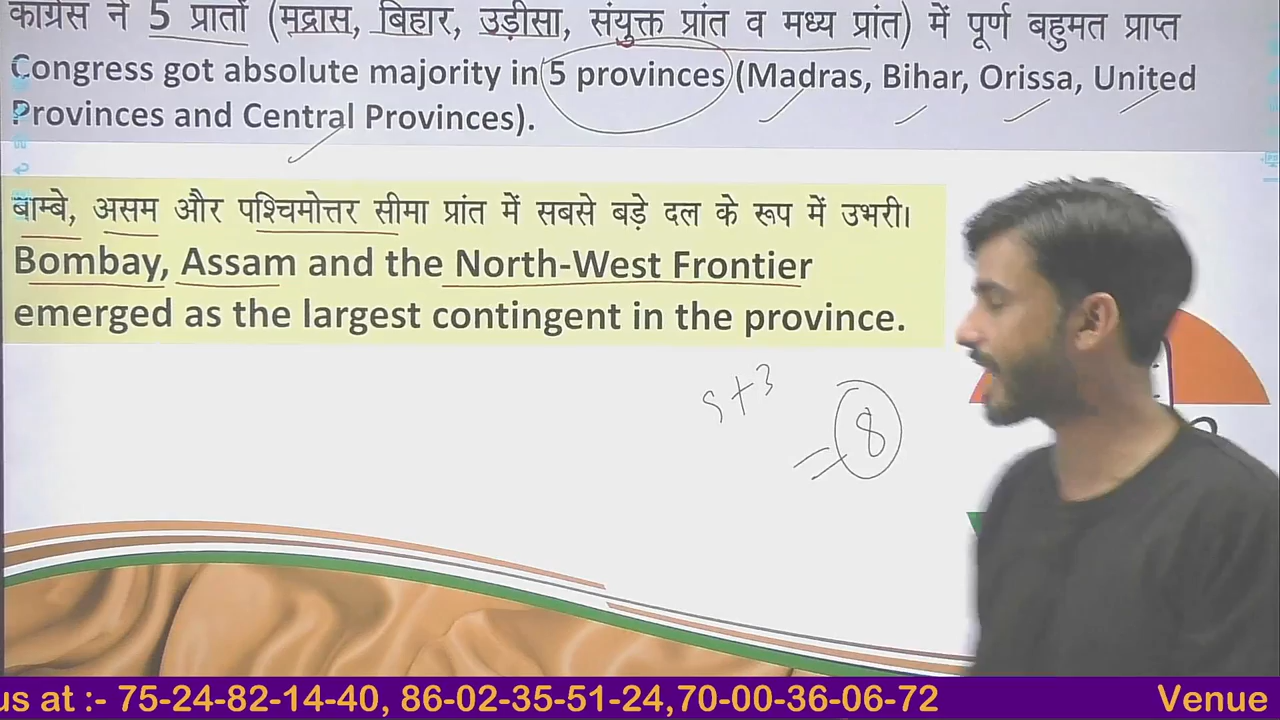 कांग्रेस ने 5 प्रांतों (मद्रास, बिहार, उड़ीसा, संयुक्त प्रांत व मध्य प्रांत) में पूर्ण बहुमत प्राप्त
Congress got absolute majority in 5 provinces (Madras, Bihar, Orissa, United
Provinces and Central Provinces).
बाम्बे, असम और पश्चिमोत्तर सीमा प्रांत में सबसे बड़े दल के रूप में उभरी।
Bombay, Assam and the North-West Frontier
emerged as the largest contingent in the province.
5+3
=8
us at :- 75-24-82-14-40, 86-02-35-51-24,70-00-36-06-72 Venue